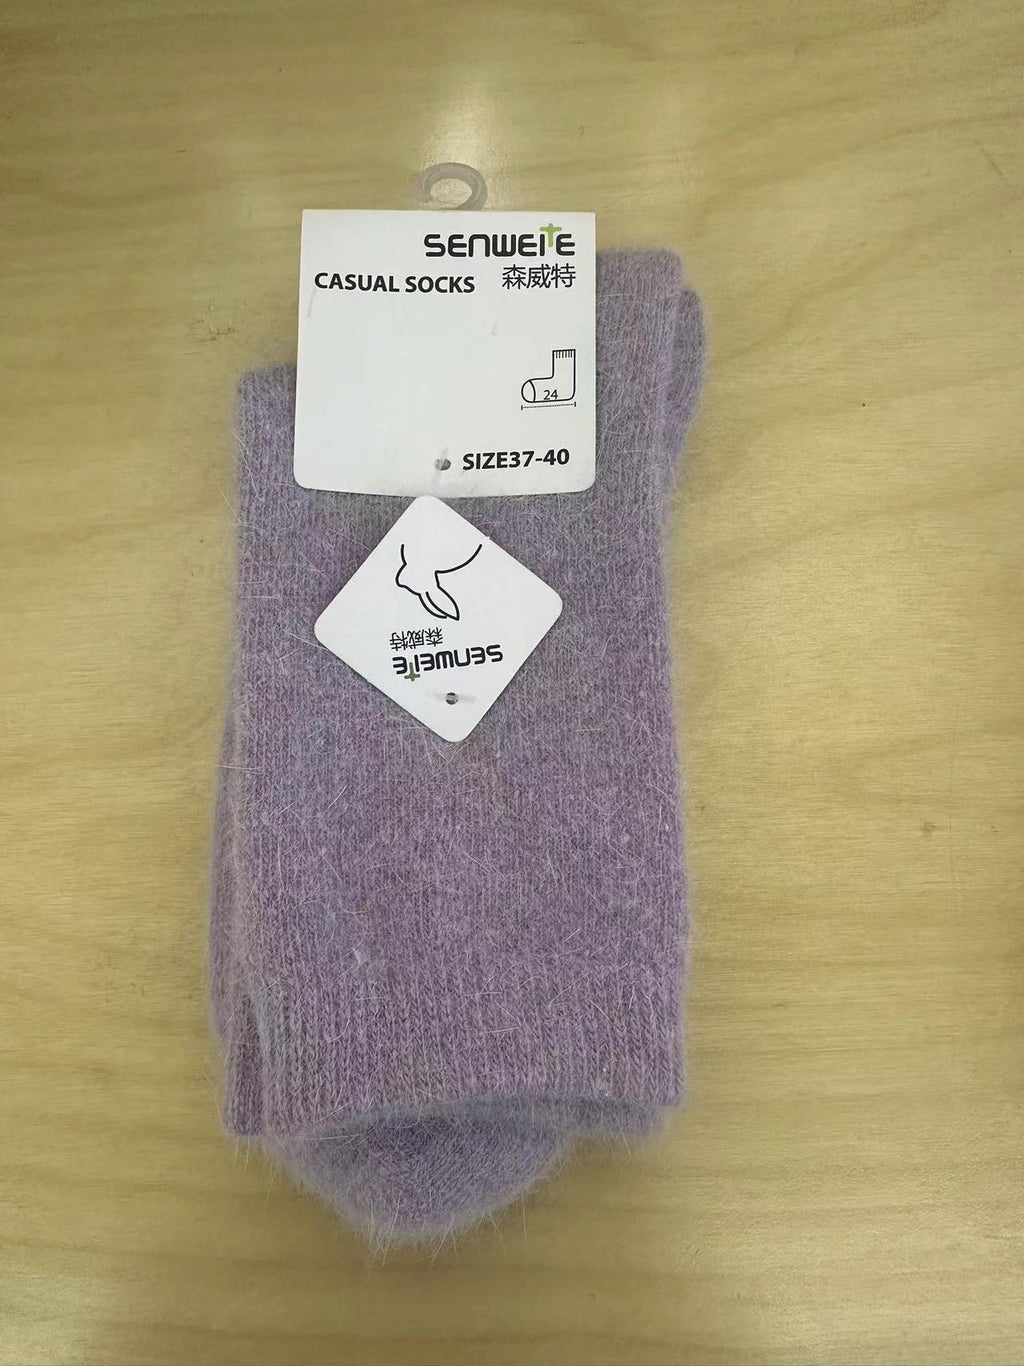 SENWEITE
森威特
CASUAL SOCKS
24
SIZE37-40
SENWEITE
森威特